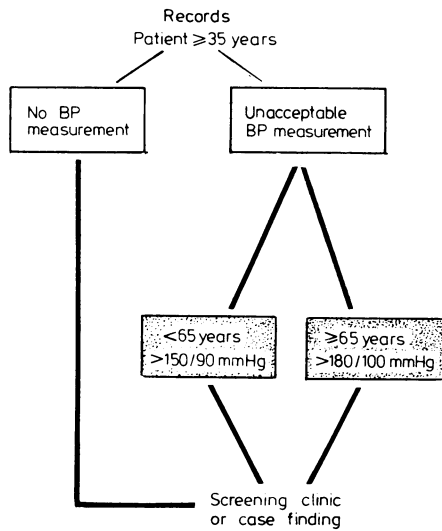 Records
Patient ⩾35 years
No BP
measurement
Unacceptable
BP measurement
<65 years
>150/90 mmHg
⩾65 years
>180/100 mmHg
Screening clinic
or case finding